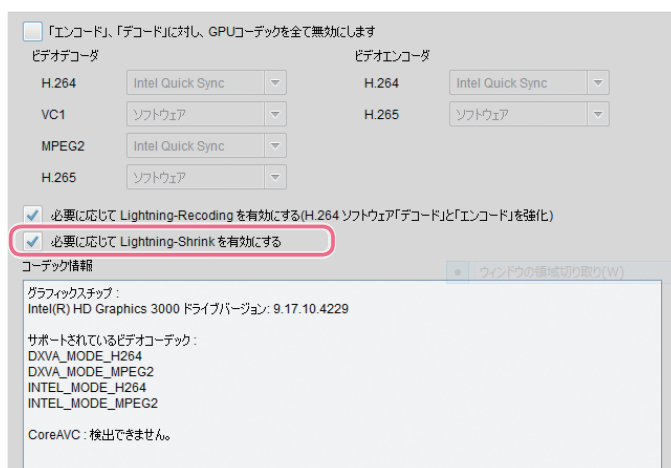 「エンコード」、「デコード」に対し、GPUコーデックを全て無効にします
ビデオデコーダ ビデオエンコーダ
H.264 Intel Quick Sync H.264 Intel Quick Sync
VC1 ソフトウェア H.265 ソフトウェア
MPEG2 Intel Quick Sync
H.265 ソフトウェア
必要に応じて Lightning-Recoding を有効にする(H.264 ソフトウェア「デコード」と「エンコード」を強化)
必要に応じて Lightning-Shrink を有効にする
コーデック情報
ウィンドウの領域切り取り(W)
グラフィックスチップ :
Intel(R) HD Graphics 3000 ドライブバージョン: 9.17.10.4229
サポートされているビデオコーデック :
DXVA_MODE_H264
DXVA_MODE_MPEG2
INTEL_MODE_H264
INTEL_MODE_MPEG2
CoreAVC : 検出できません。